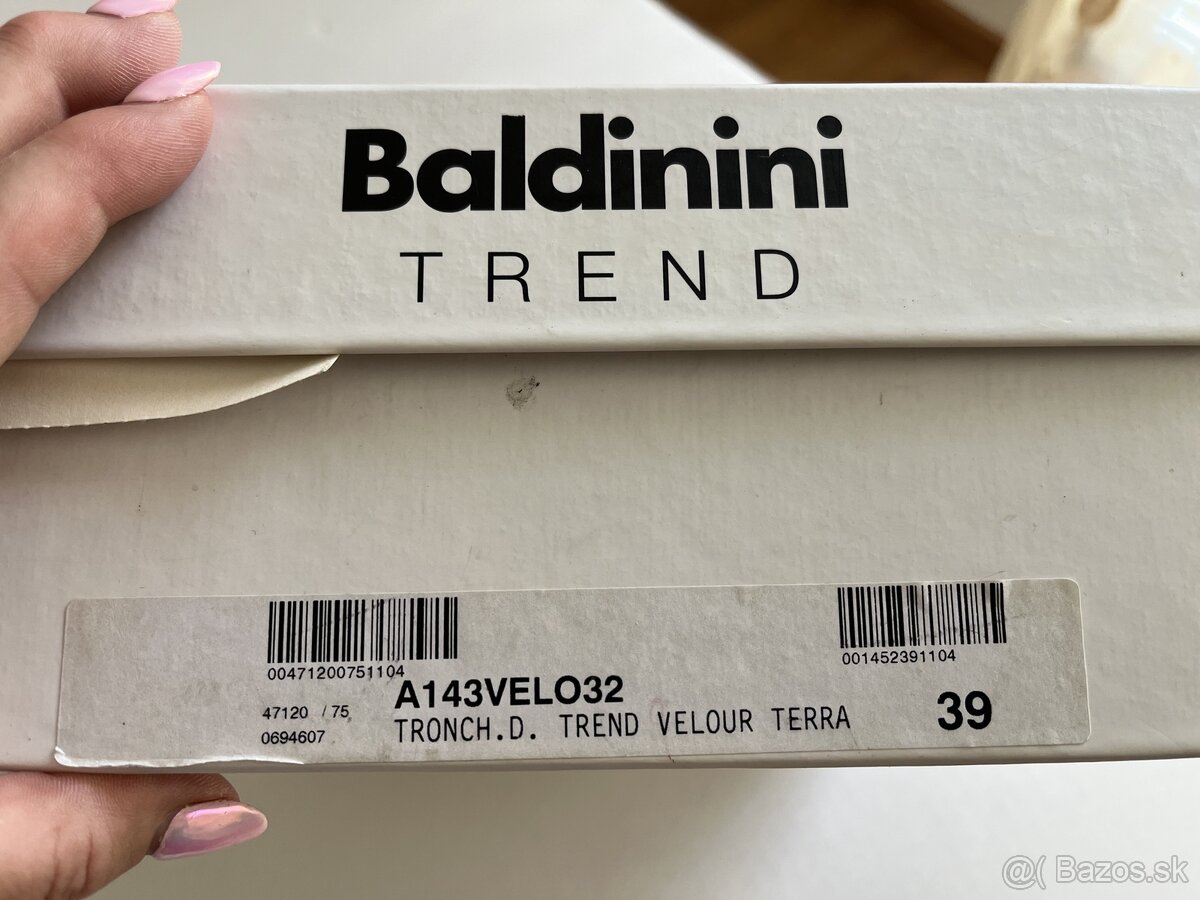 Baldinini
TREND
00471200751104
001452391104
A143VELO32
47120 / 75
39
TRONCH.D. TREND VELOUR TERRA
0694607
@( Bazos.sk